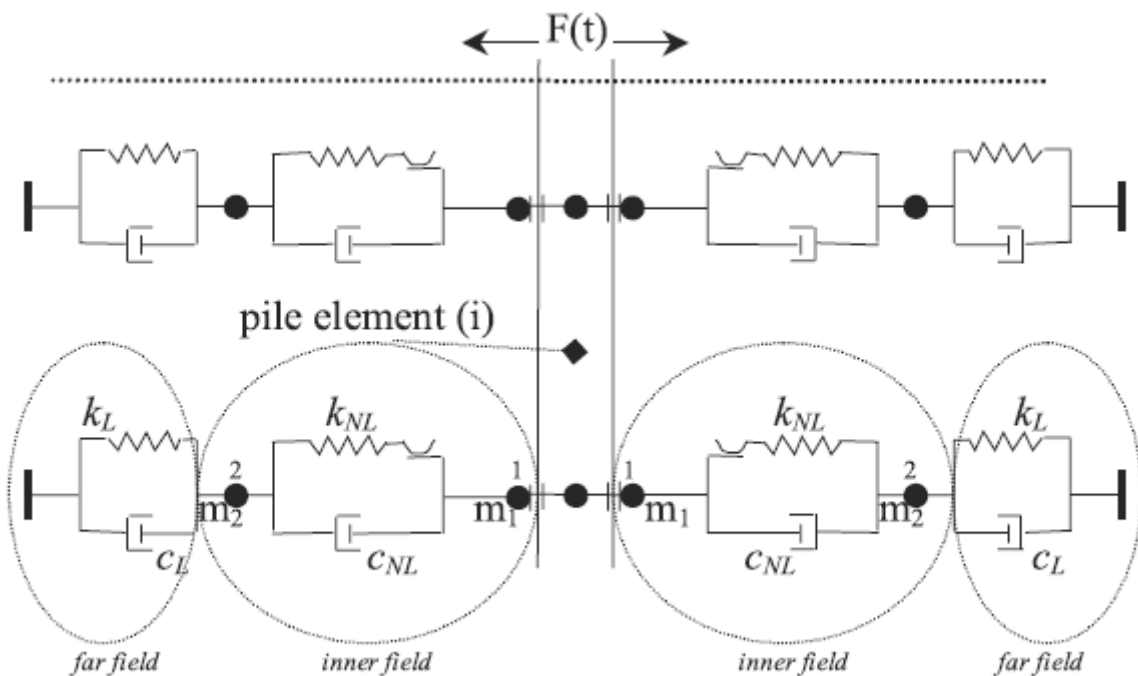 F(t)
pile element (i)
k_L k_NL k_NL k_L
2 1 1 2
m_2 m_1 m_1 m_2
c_L c_NL c_NL c_L
far field inner field inner field far field